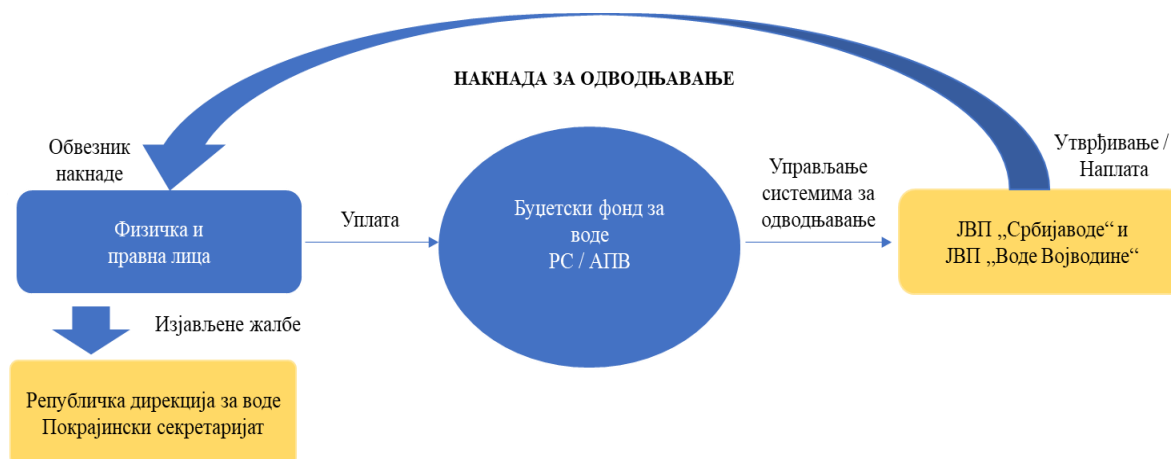 НАКНАДА ЗА ОДВОДЊАВАЊЕ
Обвезник
накнаде
Физичка и
правна лица
Уплата
Буџетски фонд за
воде
РС / АПВ
Управљање
системима за
одводњавање
Утврђивање /
Наплата
ЈВП „Србијаводе“ и
ЈВП „Воде Војводине“
Изјављене жалбе
Републичка дирекција за воде
Покрајински секретаријат